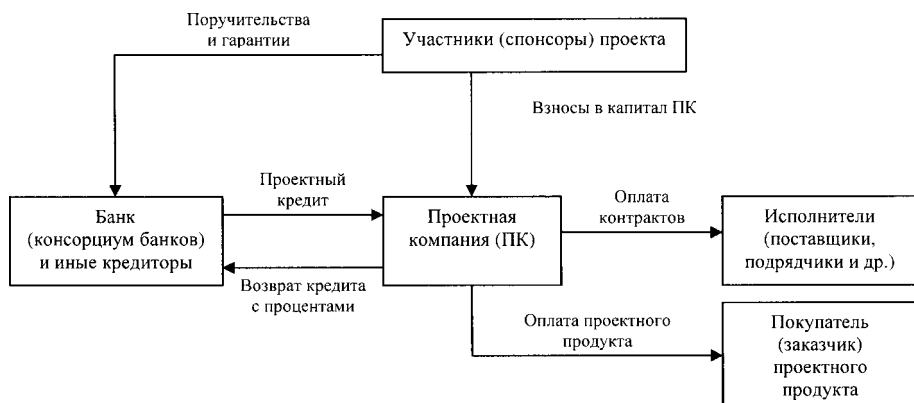 Поручительства
и гарантии
Участники (спонсоры) проекта
Взносы в капитал ПК
Проектный
кредит
Банк
(консорциум банков)
и иные кредиторы
Проектная
компания (ПК)
Оплата
контрактов
Исполнители
(поставщики,
подрядчики и др.)
Возврат кредита
с процентами
Оплата проектного
продукта
Покупатель
(заказчик)
проектного
продукта